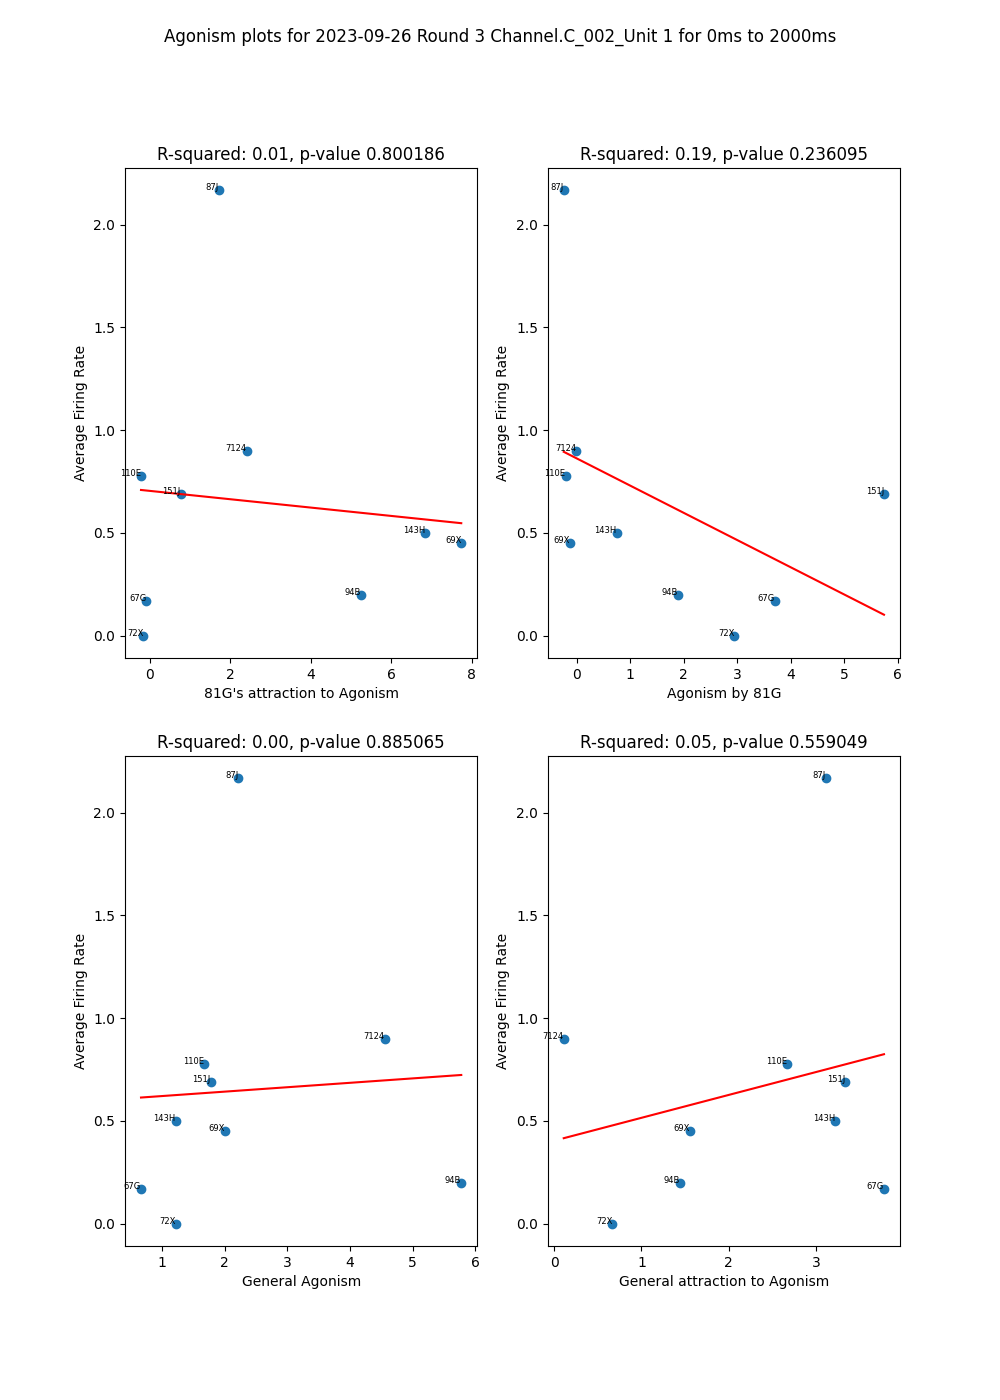 Agonism plots for 2023-09-26 Round 3 Channel.C_002_Unit 1 for 0ms to 2000ms
R-squared: 0.01, p-value 0.800186
87J
7124
110E
151J
143H
69X
94B
67G
72X
2.0
1.5
1.0
0.5
0.0
Average Firing Rate
0 2 4 6 8
81G's attraction to Agonism
R-squared: 0.19, p-value 0.236095
87J
7124
110E
151J
143H
69X
94B
67G
72X
2.0
1.5
1.0
0.5
0.0
Average Firing Rate
0 1 2 3 4 5 6
Agonism by 81G
R-squared: 0.00, p-value 0.885065
87J
7124
110E
151J
143H
69X
94B
67G
72X
2.0
1.5
1.0
0.5
0.0
Average Firing Rate
1 2 3 4 5 6
General Agonism
R-squared: 0.05, p-value 0.559049
87J
7124
110E
151J
143H
69X
94B
67G
72X
2.0
1.5
1.0
0.5
0.0
Average Firing Rate
0 1 2 3
General attraction to Agonism